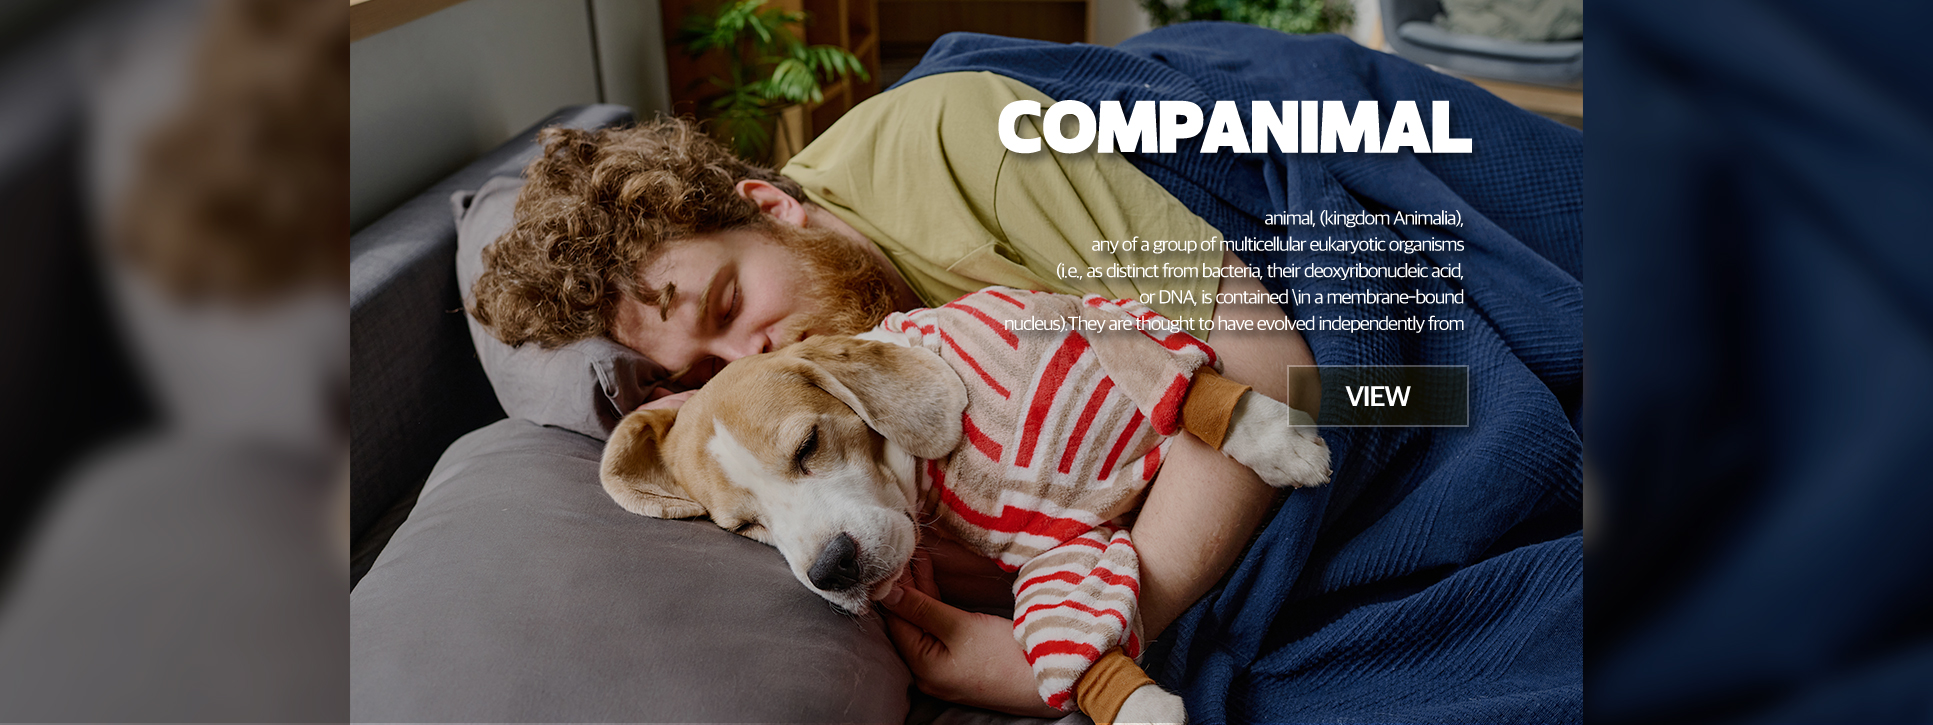 COMPANIMAL
animal, (kingdom Animalia),
any of a group of multicellular eukaryotic organisms
(i.e., as distinct from bacteria, their deoxyribonucleic acid,
or DNA, is contained \in a membrane-bound
nucleus).They are thought to have evolved independently from
VIEW